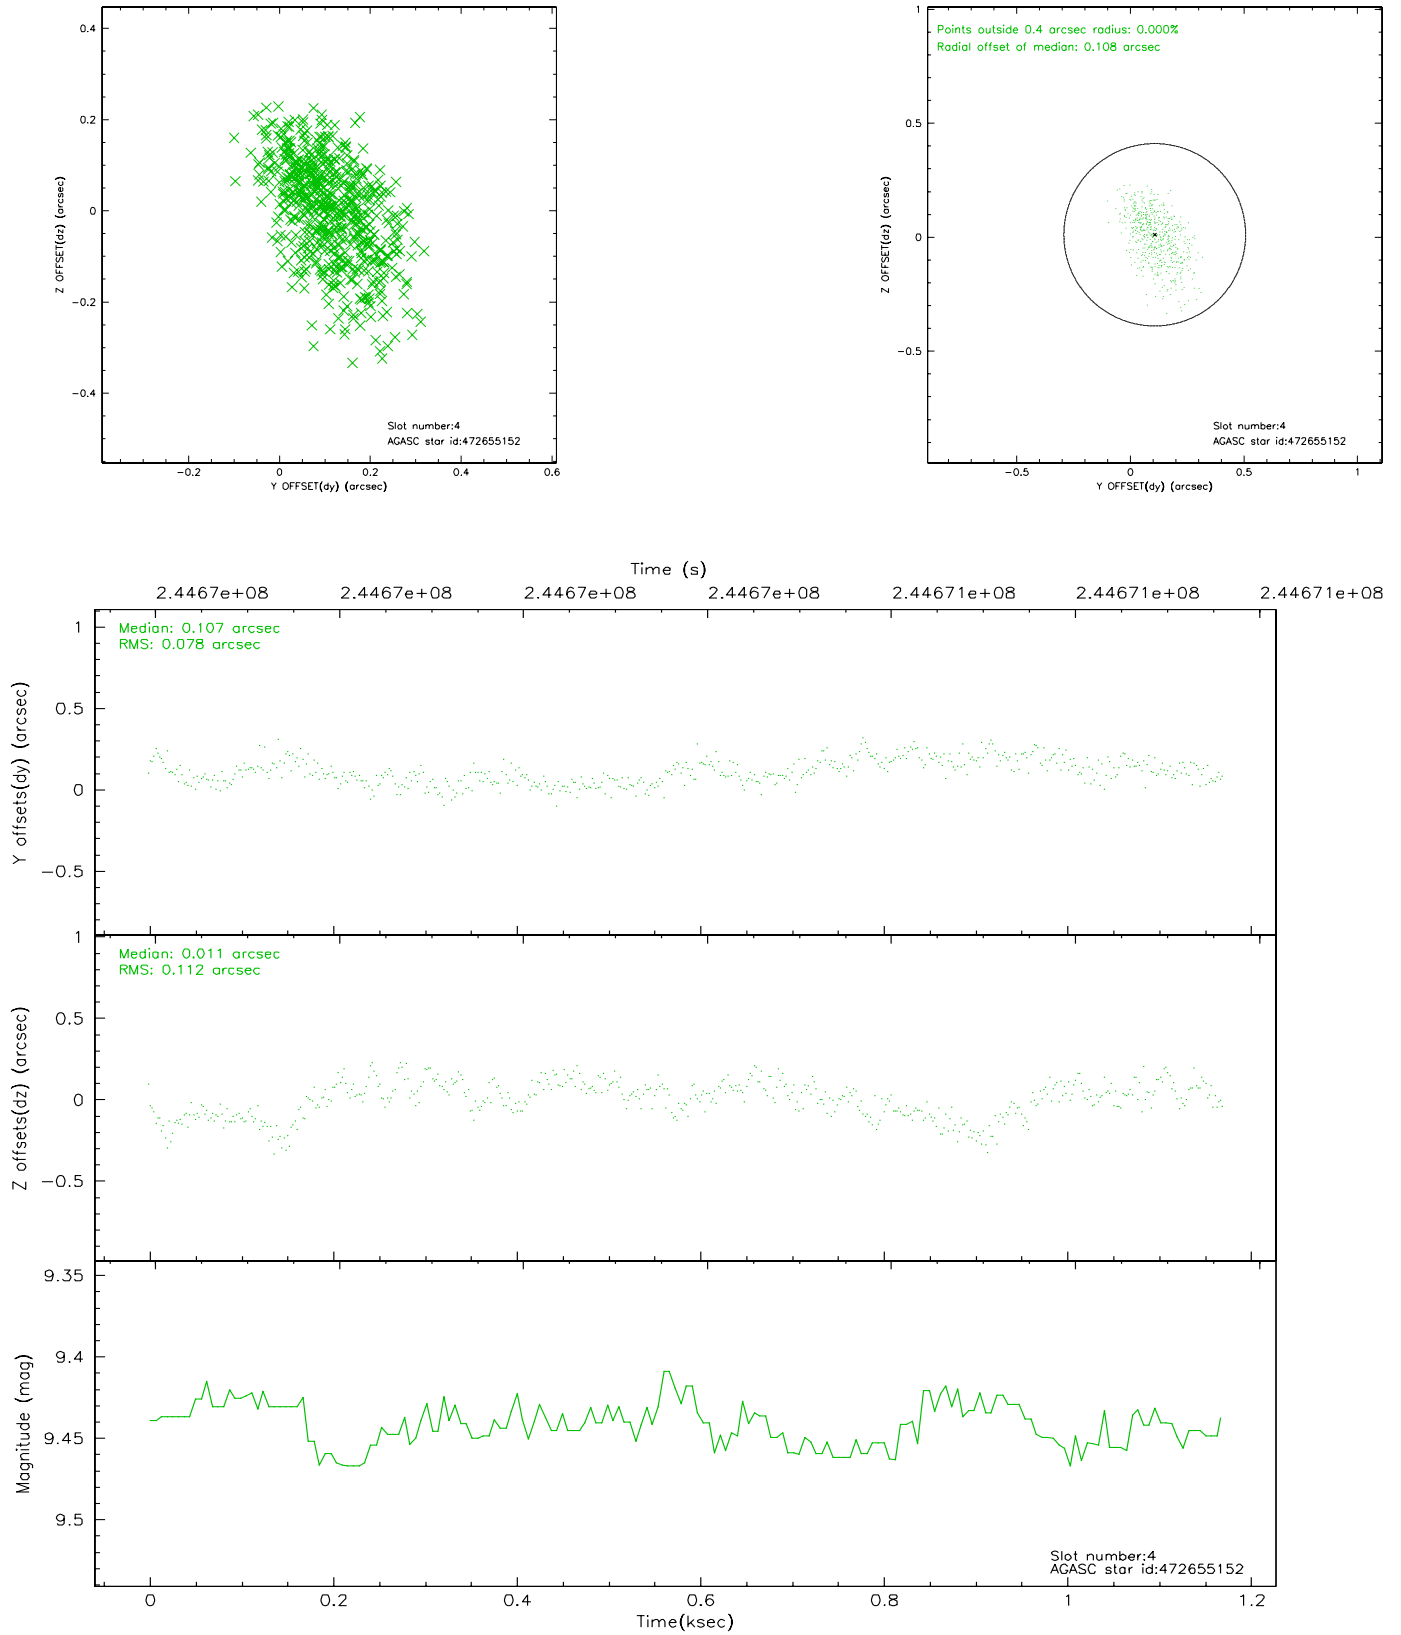 0.4
0.2
0
−0.2
−0.4
Z OFFSET(dz) (arcsec)
Slot number:4
AGASC star id:472655152
−0.2 0 0.2 0.4 0.6
Y OFFSET(dy) (arcsec)
Points outside 0.4 arcsec radius: 0.000%
Radial offset of median: 0.108 arcsec
1
0.5
0
−0.5
Z OFFSET(dz) (arcsec)
Slot number:4
AGASC star id:472655152
−0.5 0 0.5 1
Y OFFSET(dy) (arcsec)
Time (s)
2.4467e+08 2.4467e+08 2.4467e+08 2.4467e+08 2.44671e+08 2.44671e+08 2.44671e+08
Median: 0.107 arcsec
RMS: 0.078 arcsec
1
0.5
0
−0.5
Y offsets(dy) (arcsec)
Median: 0.011 arcsec
RMS: 0.112 arcsec
1
0.5
0
−0.5
Z offsets(dz) (arcsec)
9.35
9.4
9.45
9.5
Magnitude (mag)
Slot number:4
AGASC star id:472655152
0 0.2 0.4 0.6 0.8 1 1.2
Time(ksec)